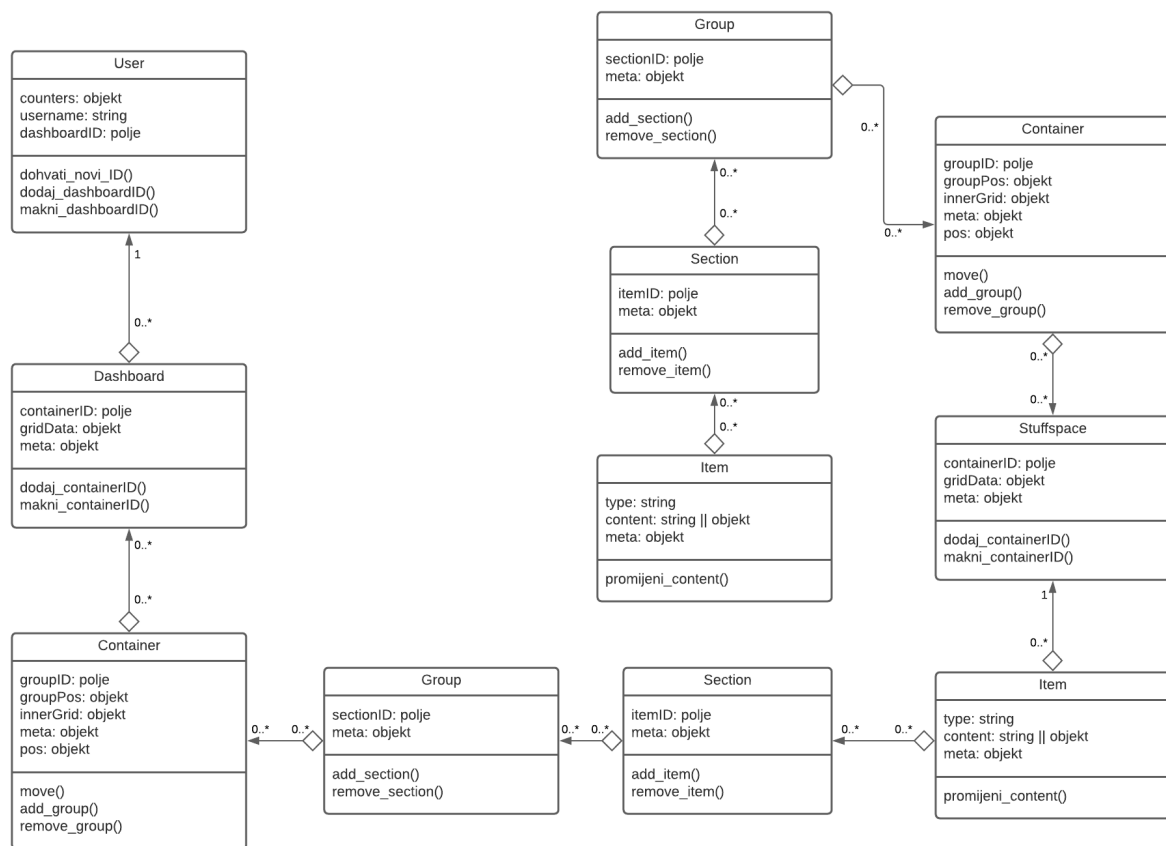 User
counters: objekt
username: string
dashboardID: polje
dohvati_novi_ID()
dodaj_dashboardID()
makni_dashboardID()
1
0..*
Dashboard
containerID: polje
gridData: objekt
meta: objekt
dodaj_containerID()
makni_containerID()
0..*
0..*
Container
groupID: polje
groupPos: objekt
innerGrid: objekt
meta: objekt
pos: objekt
move()
add_group()
remove_group()
0..*
0..*
Group
sectionID: polje
meta: objekt
add_section()
remove_section()
0..*
0..*
Section
itemID: polje
meta: objekt
add_item()
remove_item()
0..*
0..*
Item
type: string
content: string || objekt
meta: objekt
promijeni_content()
1
0..*
Stuffspace
containerID: polje
gridData: objekt
meta: objekt
dodaj_containerID()
makni_containerID()
0..*
0..*
Container
groupID: polje
groupPos: objekt
innerGrid: objekt
meta: objekt
pos: objekt
move()
add_group()
remove_group()
0..*
0..*
Group
sectionID: polje
meta: objekt
add_section()
remove_section()
0..*
0..*
Section
itemID: polje
meta: objekt
add_item()
remove_item()
0..*
0..*
Item
type: string
content: string || objekt
meta: objekt
promijeni_content()